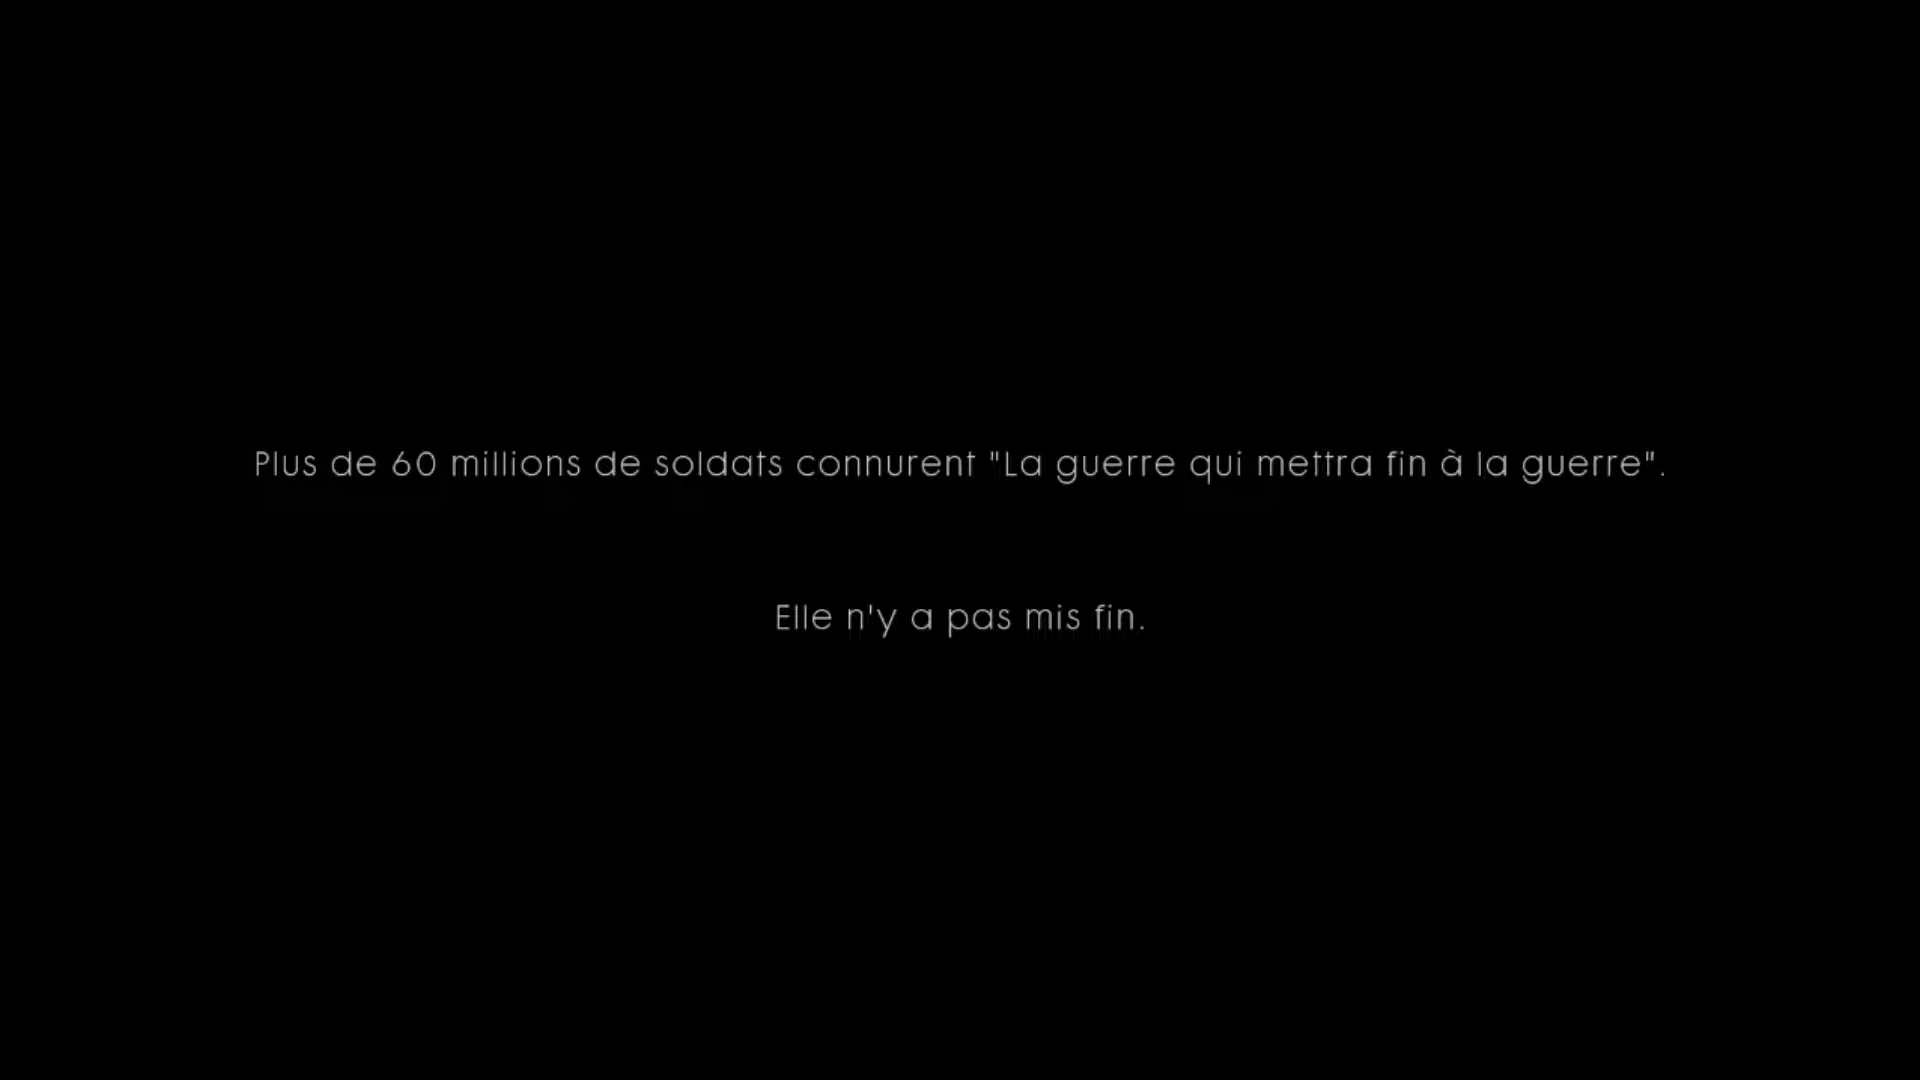 Plus de 60 millions de soldats connurent "La guerre qui mettra fin à la guerre".
Elle n'y a pas mis fin.